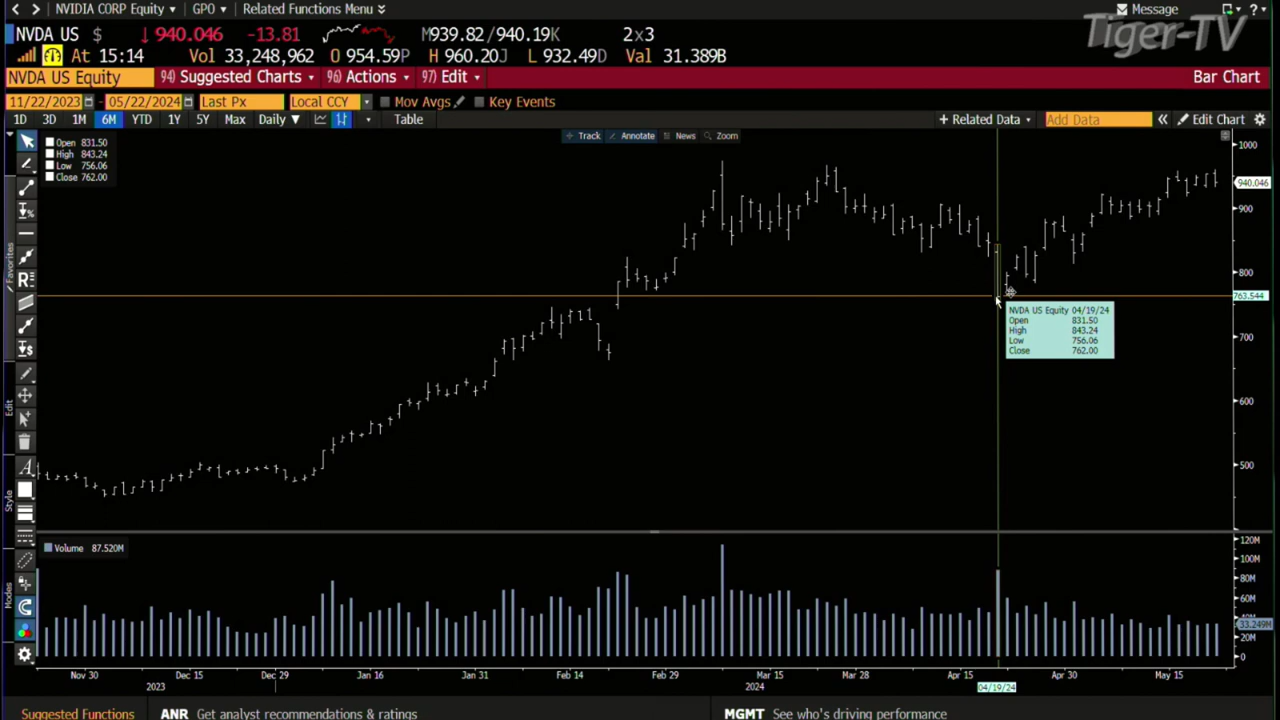 NVIDIA CORP Equity GPO Related Functions Menu Message ?
NVDA US $ ↓ 940.046 -13.81 M939.82/940.19K 2x3
Tiger-TV
At 15:14 Vol 33,248,962 O 954.59P H 960.20J L 932.49D Val 31.389B
NVDA US Equity 94) Suggested Charts 96) Actions 97) Edit Bar Chart
11/22/2023 - 05/22/2024 Last Px Local CCY Mov Avgs Key Events
1D 3D 1M 6M YTD 1Y 5Y Max Daily ▼ Table + Related Data Add Data « Edit Chart
Track Annotate News Zoom
Open 831.50
High 843.24
Low 756.06
Close 762.00
1000
940.046
900
800
763.544
700
600
500
NVDA US Equity 04/19/24
Open 831.50
High 843.24
Low 756.06
Close 762.00
Favorites
Edit
Style
Modes
Volume 87.520M
120M
100M
80M
60M
40M
33.249M
20M
0
Nov 30 Dec 15 Dec 29 Jan 16 Jan 31 Feb 14 Feb 29 Mar 15 Mar 28 Apr 15 Apr 30 May 15
2023 2024 04/19/24
Suggested Functions ANR Get analyst recommendations & ratings MGMT See who's driving performance